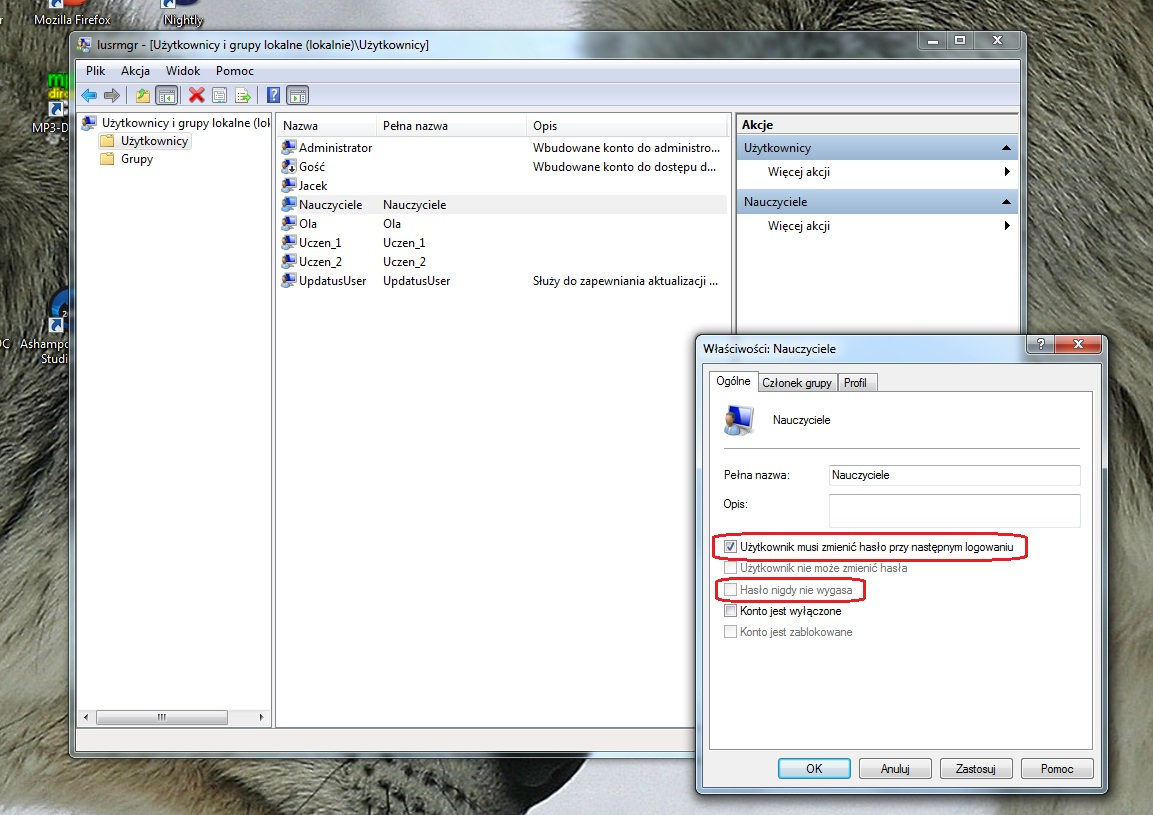 Mozilla Firefox
Nightly
lusrmgr - [Użytkownicy i grupy lokalne (lokalnie)\Użytkownicy]
Plik Akcja Widok Pomoc
Użytkownicy i grupy lokalne (lok
Użytkownicy
Grupy
Nazwa Pełna nazwa Opis
Administrator Wbudowane konto do administro...
Gość Wbudowane konto do dostępu d...
Jacek
Nauczyciele Nauczyciele
Ola Ola
Uczen_1 Uczen_1
Uczen_2 Uczen_2
UpdatusUser UpdatusUser Służy do zapewniania aktualizacji ...
Akcje
Użytkownicy
Więcej akcji
Nauczyciele
Więcej akcji
MP3-D
Ashampo
Studi
Właściwości: Nauczyciele
Ogólne Członek grupy Profil
Nauczyciele
Pełna nazwa: Nauczyciele
Opis:
Użytkownik musi zmienić hasło przy następnym logowaniu
Użytkownik nie może zmienić hasła
Hasło nigdy nie wygasa
Konto jest wyłączone
Konto jest zablokowane
OK Anuluj Zastosuj Pomoc